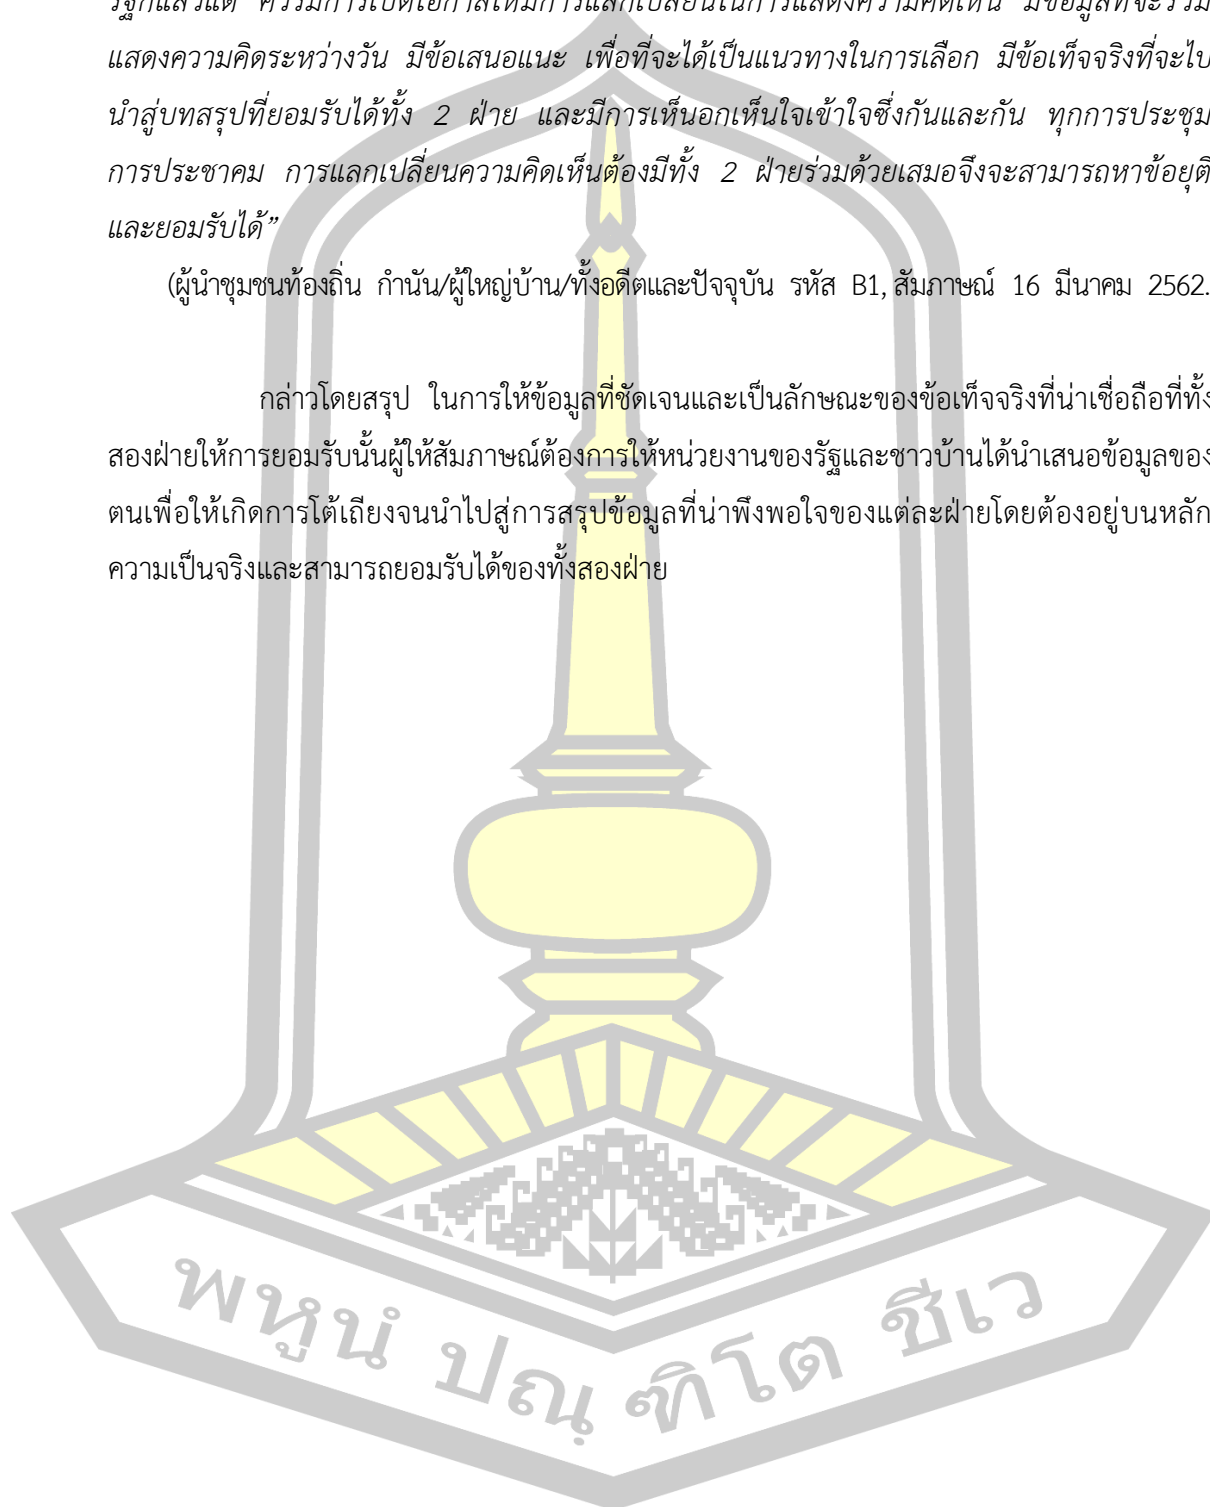 รัฐก็แล้วแต่ ควรมีการเปิดโอกาสให้มีการแลกเปลี่ยนในการแสดงความคิดเห็น มีข้อมูลที่จะร่วม
แสดงความคิดระหว่างวัน มีข้อเสนอแนะ เพื่อที่จะได้เป็นแนวทางในการเลือก มีข้อเท็จจริงที่จะไป
นำสู่บทสรุปที่ยอมรับได้ทั้ง 2 ฝ่าย และมีการเห็นอกเห็นใจเข้าใจซึ่งกันและกัน ทุกการประชุม
การประชาคม การแลกเปลี่ยนความคิดเห็นต้องมีทั้ง 2 ฝ่ายร่วมด้วยเสมอจึงจะสามารถหาข้อยุติ
และยอมรับได้”
(ผู้นำชุมชนท้องถิ่น กำนัน/ผู้ใหญ่บ้าน/ทั้งอดีตและปัจจุบัน รหัส B1, สัมภาษณ์ 16 มีนาคม 2562.
กล่าวโดยสรุป ในการให้ข้อมูลที่ชัดเจนและเป็นลักษณะของข้อเท็จจริงที่น่าเชื่อถือที่ทั้ง
สองฝ่ายให้การยอมรับนั้นผู้ให้สัมภาษณ์ต้องการให้หน่วยงานของรัฐและชาวบ้านได้นำเสนอข้อมูลของ
ตนเพื่อให้เกิดการโต้เถียงจนนำไปสู่การสรุปข้อมูลที่น่าพึงพอใจของแต่ละฝ่ายโดยต้องอยู่บนหลัก
ความเป็นจริงและสามารถยอมรับได้ของทั้งสองฝ่าย
พหูนํ ปณฺฑิโต ชีเว